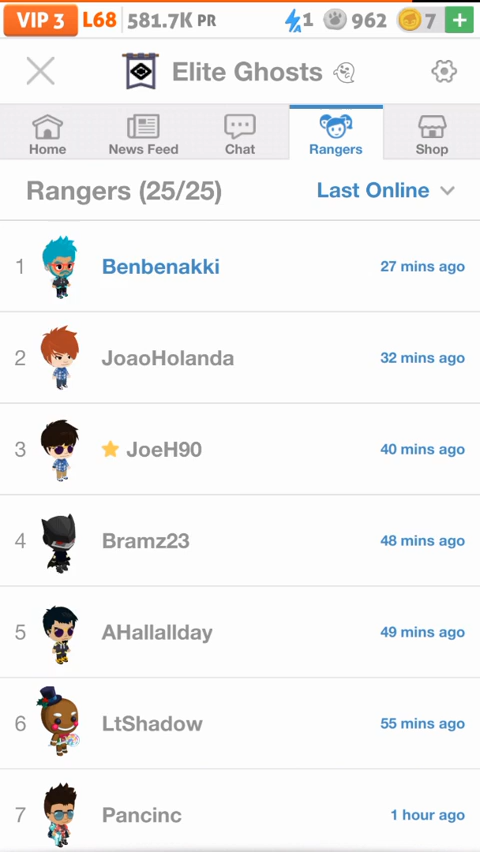 VIP 3 L68 581.7K PR 1 962 7 +
Elite Ghosts
Home News Feed Chat Rangers Shop
Rangers (25/25) Last Online
1 Benbenakki 27 mins ago
2 JoaoHolanda 32 mins ago
3 JoeH90 40 mins ago
4 Bramz23 48 mins ago
5 AHallallday 49 mins ago
6 LtShadow 55 mins ago
7 Pancinc 1 hour ago